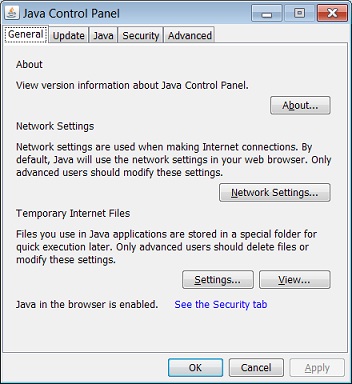 Java Control Panel
General Update Java Security Advanced
About
View version information about Java Control Panel.
About...
Network Settings
Network settings are used when making Internet connections. By
default, Java will use the network settings in your web browser. Only
advanced users should modify these settings.
Network Settings...
Temporary Internet Files
Files you use in Java applications are stored in a special folder for
quick execution later. Only advanced users should delete files or
modify these settings.
Settings... View...
Java in the browser is enabled. See the Security tab
OK Cancel Apply